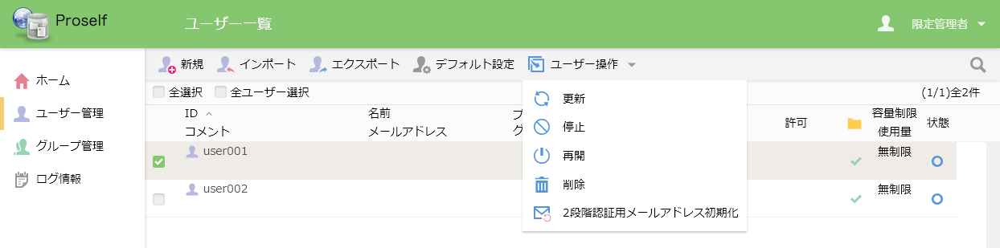 Proself
ユーザー一覧
限定管理者
ホーム
ユーザー管理
グループ管理
ログ情報
新規 インポート エクスポート デフォルト設定 ユーザー操作
全選択 全ユーザー選択 (1/1)全2件
ID 名前 プ 許可 容量制限 状態
コメント メールアドレス グ 使用量
user001 無制限
user002 無制限
更新
停止
再開
削除
2段階認証用メールアドレス初期化